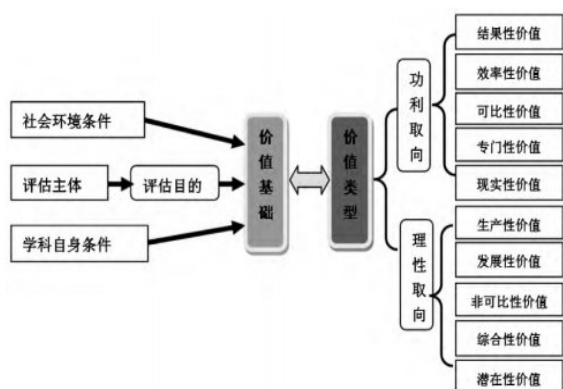 社会环境条件
评估主体
评估目的
学科自身条件
价值基础
价值类型
功利取向
结果性价值
效率性价值
可比性价值
专门性价值
现实性价值
理性取向
生产性价值
发展性价值
非可比性价值
综合性价值
潜在性价值